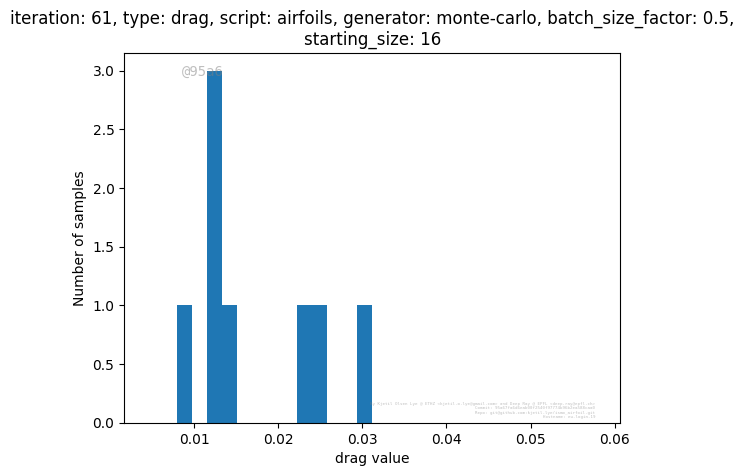 iteration: 61, type: drag, script: airfoils, generator: monte-carlo, batch_size_factor: 0.5,
starting_size: 16
@95a6
3.0
2.5
2.0
1.5
1.0
0.5
0.0
Number of samples
0.01
0.02
0.03
0.04
0.05
0.06
drag value